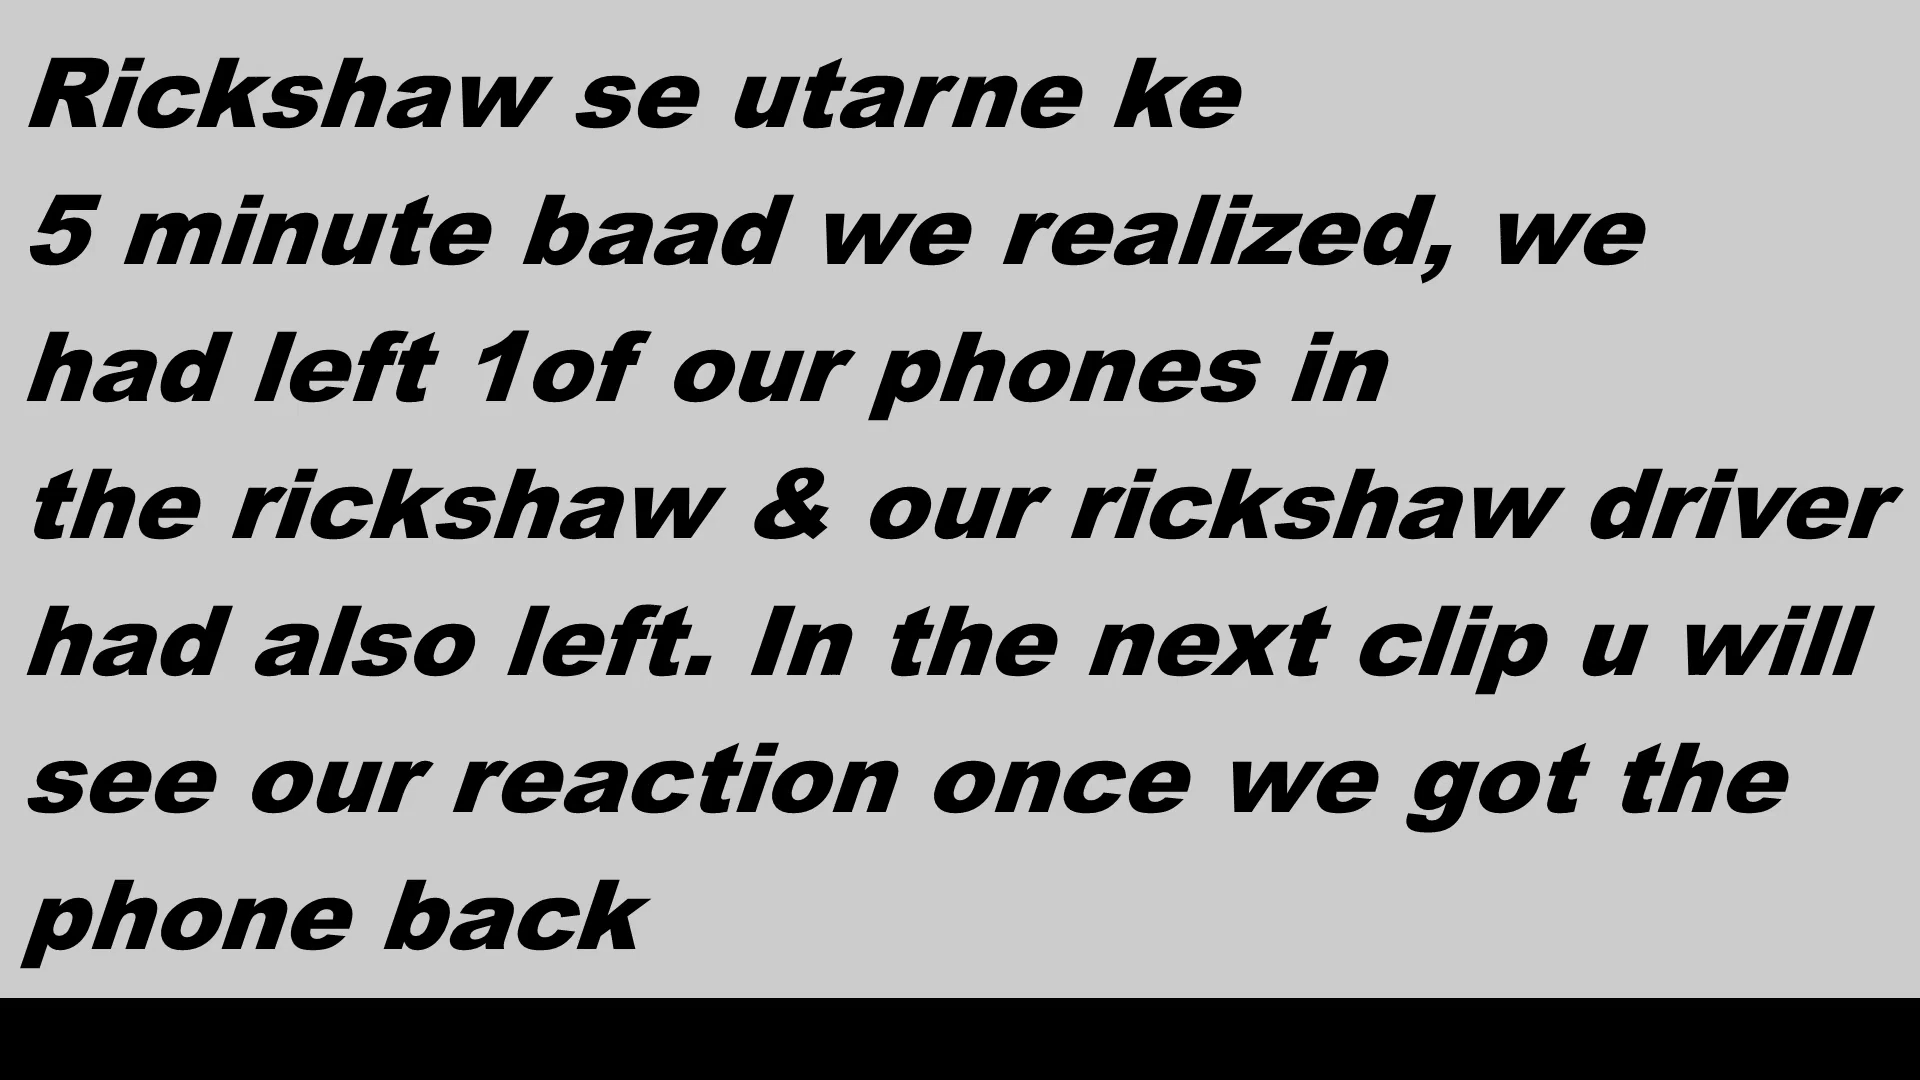 Rickshaw se utarne ke
5 minute baad we realized, we
had left 1of our phones in
the rickshaw & our rickshaw driver
had also left. In the next clip u will
see our reaction once we got the
phone back